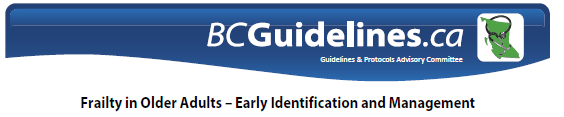 BCGuidelines.ca
Guidelines & Protocols Advisory Committee
Frailty in Older Adults – Early Identification and Management